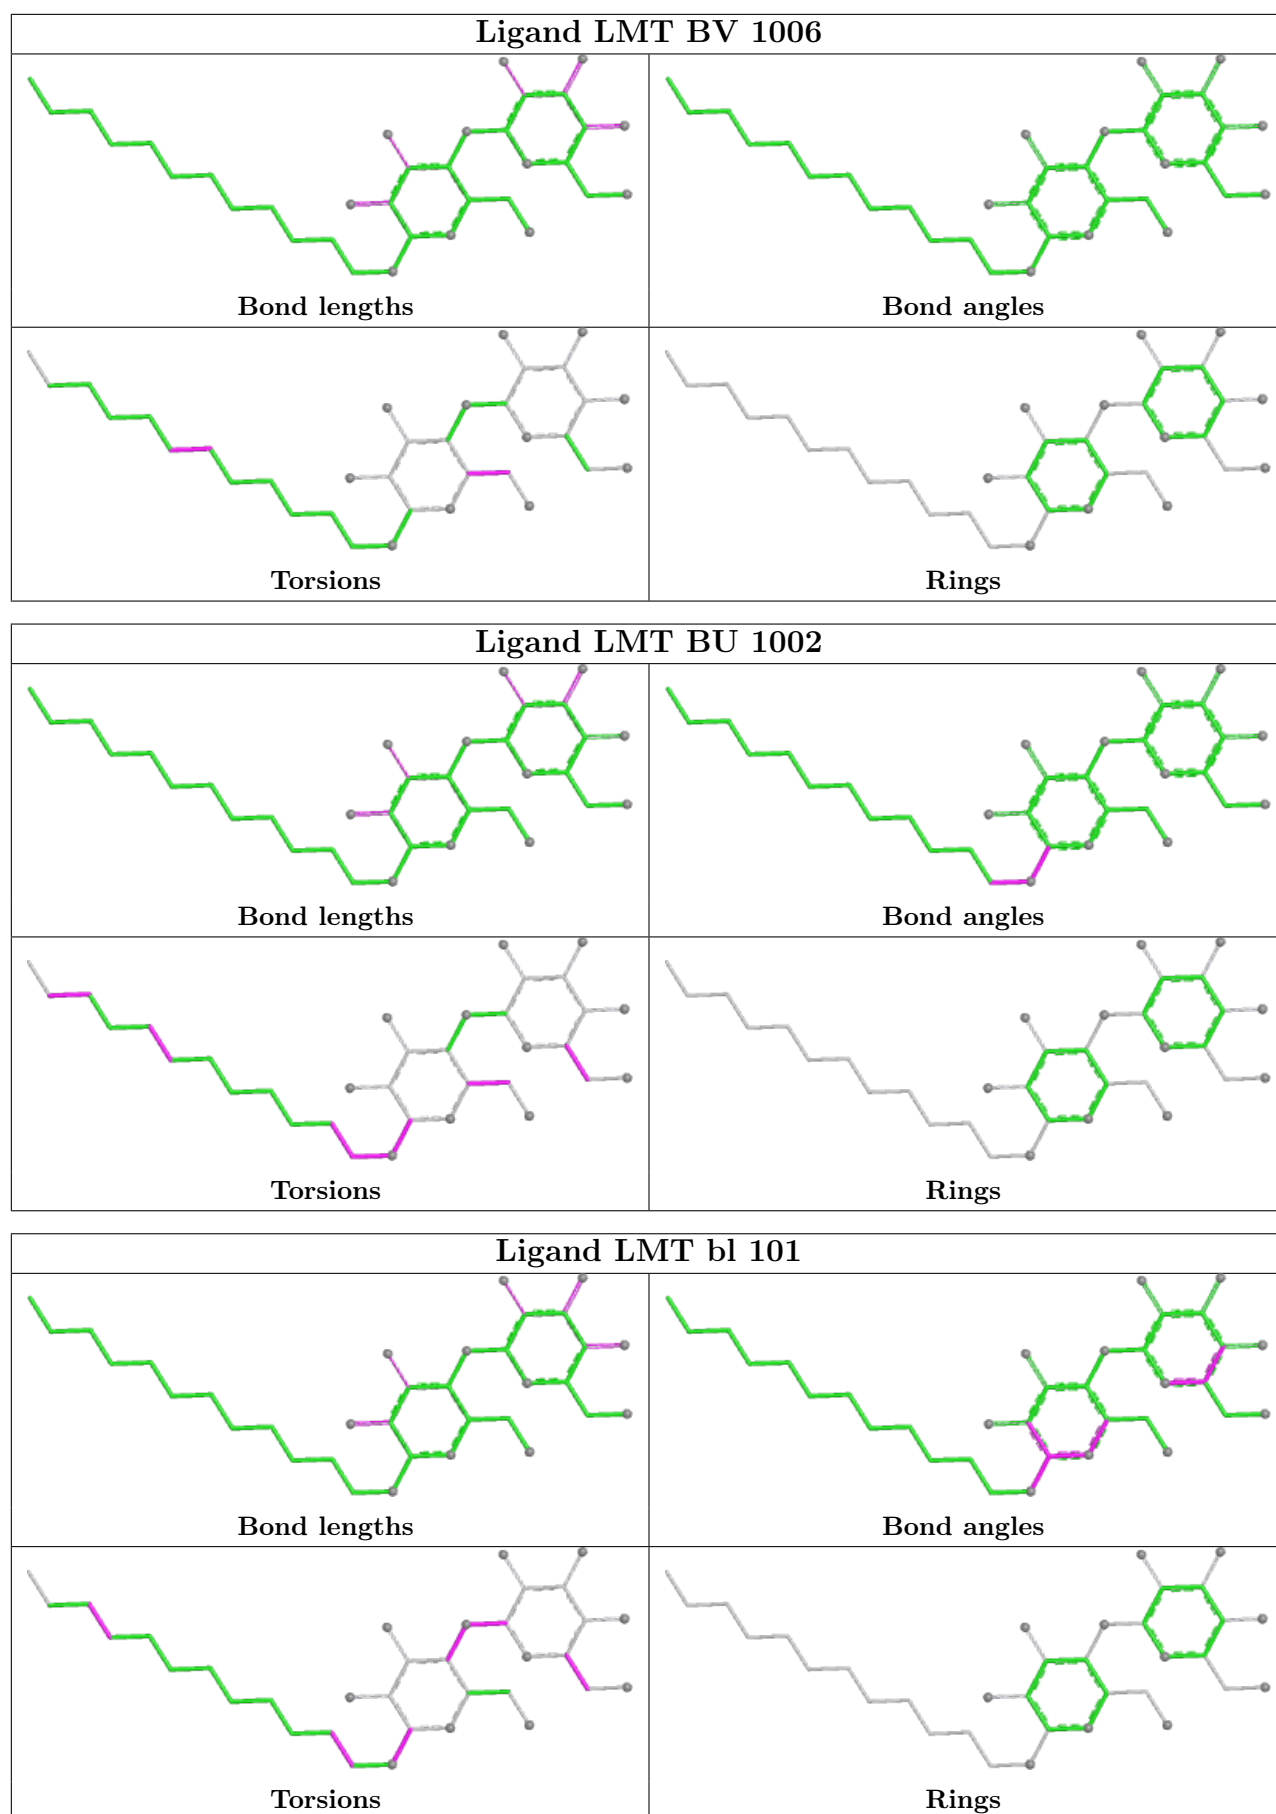 Ligand LMT BV 1006
Bond lengths
Bond angles
Torsions
Rings
Ligand LMT BU 1002
Bond lengths
Bond angles
Torsions
Rings
Ligand LMT bl 101
Bond lengths
Bond angles
Torsions
Rings